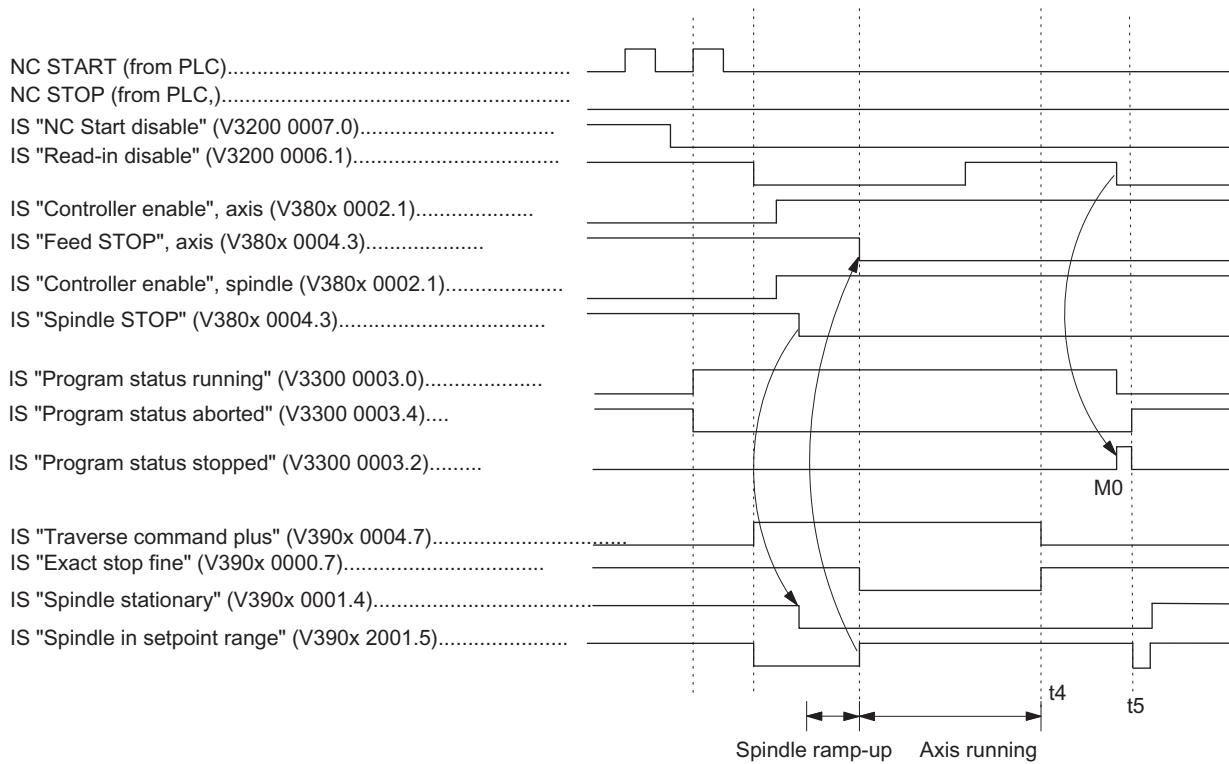 NC START (from PLC)........................................................
NC STOP (from PLC,).........................................................
IS "NC Start disable" (V3200 0007.0)................................
IS "Read-in disable" (V3200 0006.1)..................................
IS "Controller enable", axis (V380x 0002.1)....................
IS "Feed STOP", axis (V380x 0004.3)....................
IS "Controller enable", spindle (V380x 0002.1)....................
IS "Spindle STOP" (V380x 0004.3)...................................
IS "Program status running" (V3300 0003.0)....................
IS "Program status aborted" (V3300 0003.4)....
IS "Program status stopped" (V3300 0003.2).........
M0
IS "Traverse command plus" (V390x 0004.7).................................
IS "Exact stop fine" (V390x 0000.7)..................................
IS "Spindle stationary" (V390x 0001.4).....................................
IS "Spindle in setpoint range" (V390x 2001.5).......................
t4
t5
Spindle ramp-up Axis running